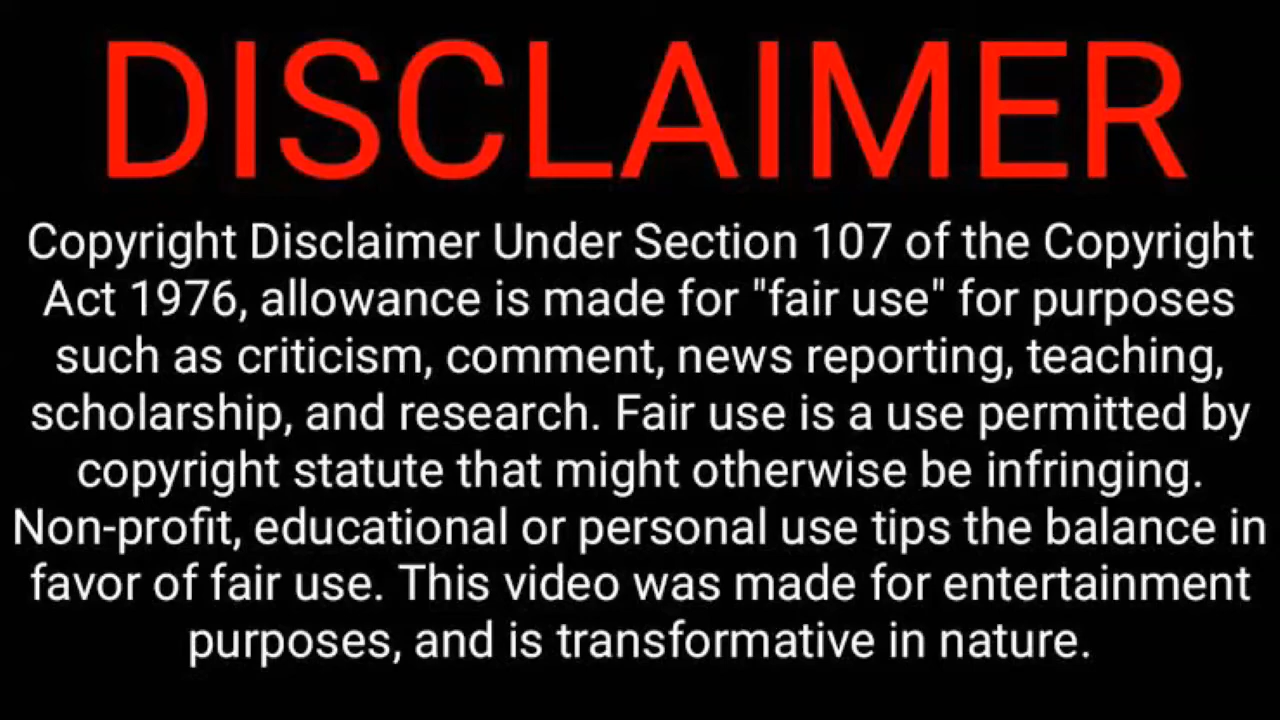 DISCLAIMER
Copyright Disclaimer Under Section 107 of the Copyright
Act 1976, allowance is made for "fair use" for purposes
such as criticism, comment, news reporting, teaching,
scholarship, and research. Fair use is a use permitted by
copyright statute that might otherwise be infringing.
Non-profit, educational or personal use tips the balance in
favor of fair use. This video was made for entertainment
purposes, and is transformative in nature.